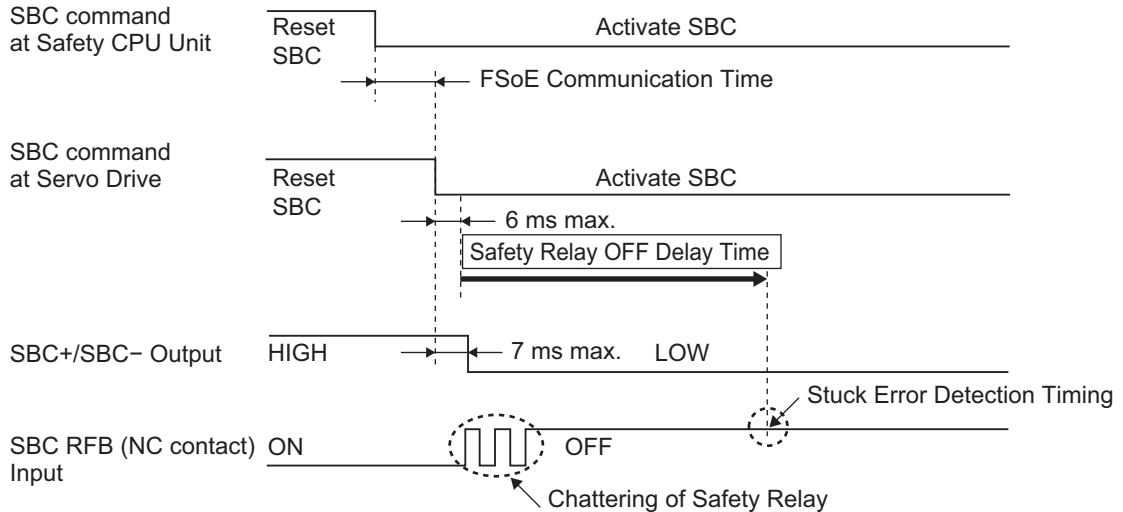 SBC command
at Safety CPU Unit
Reset
SBC
Activate SBC
FSoE Communication Time
SBC command
at Servo Drive
Reset
SBC
Activate SBC
6 ms max.
Safety Relay OFF Delay Time
SBC+/SBC− Output
HIGH
7 ms max.
LOW
Stuck Error Detection Timing
SBC RFB (NC contact)
Input
ON
OFF
Chattering of Safety Relay